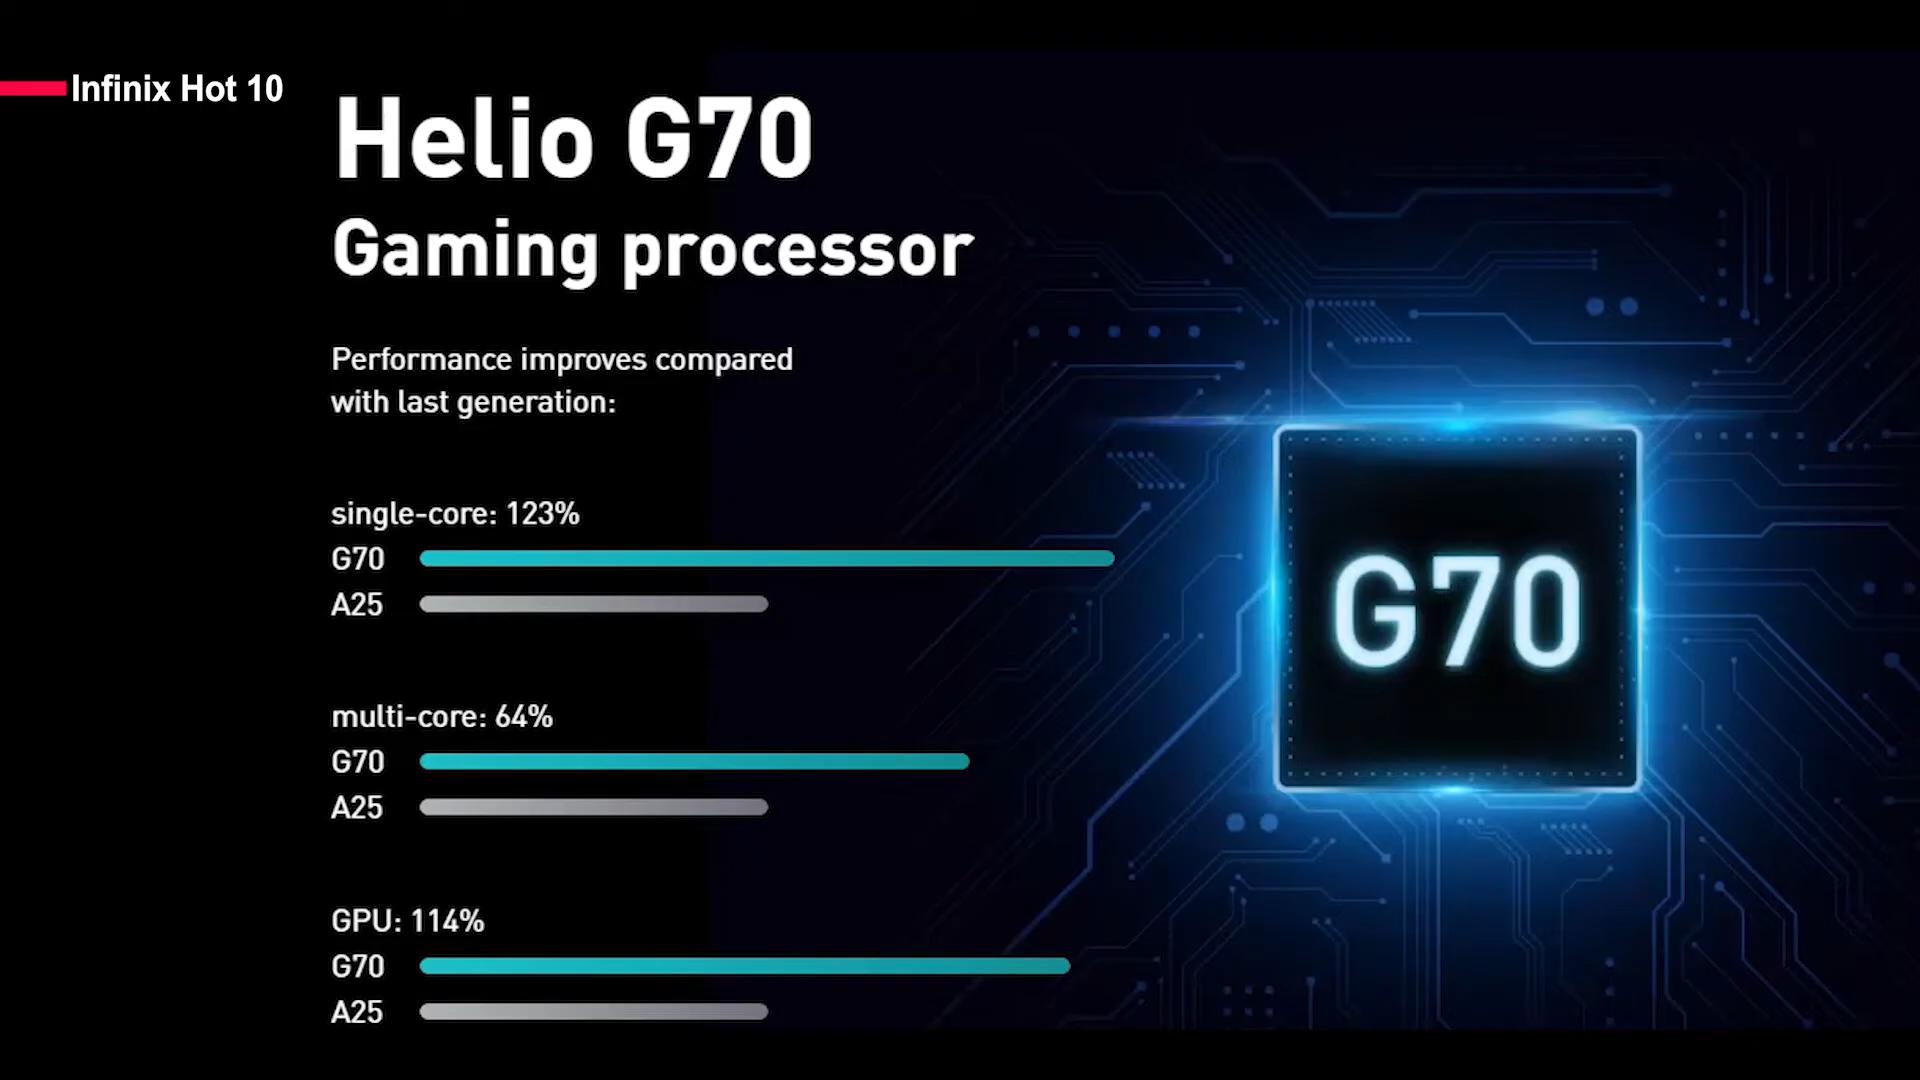 Infinix Hot 10
Helio G70
Gaming processor
Performance improves compared
with last generation:
single-core: 123%
G70
A25
multi-core: 64%
G70
A25
GPU: 114%
G70
A25
G70